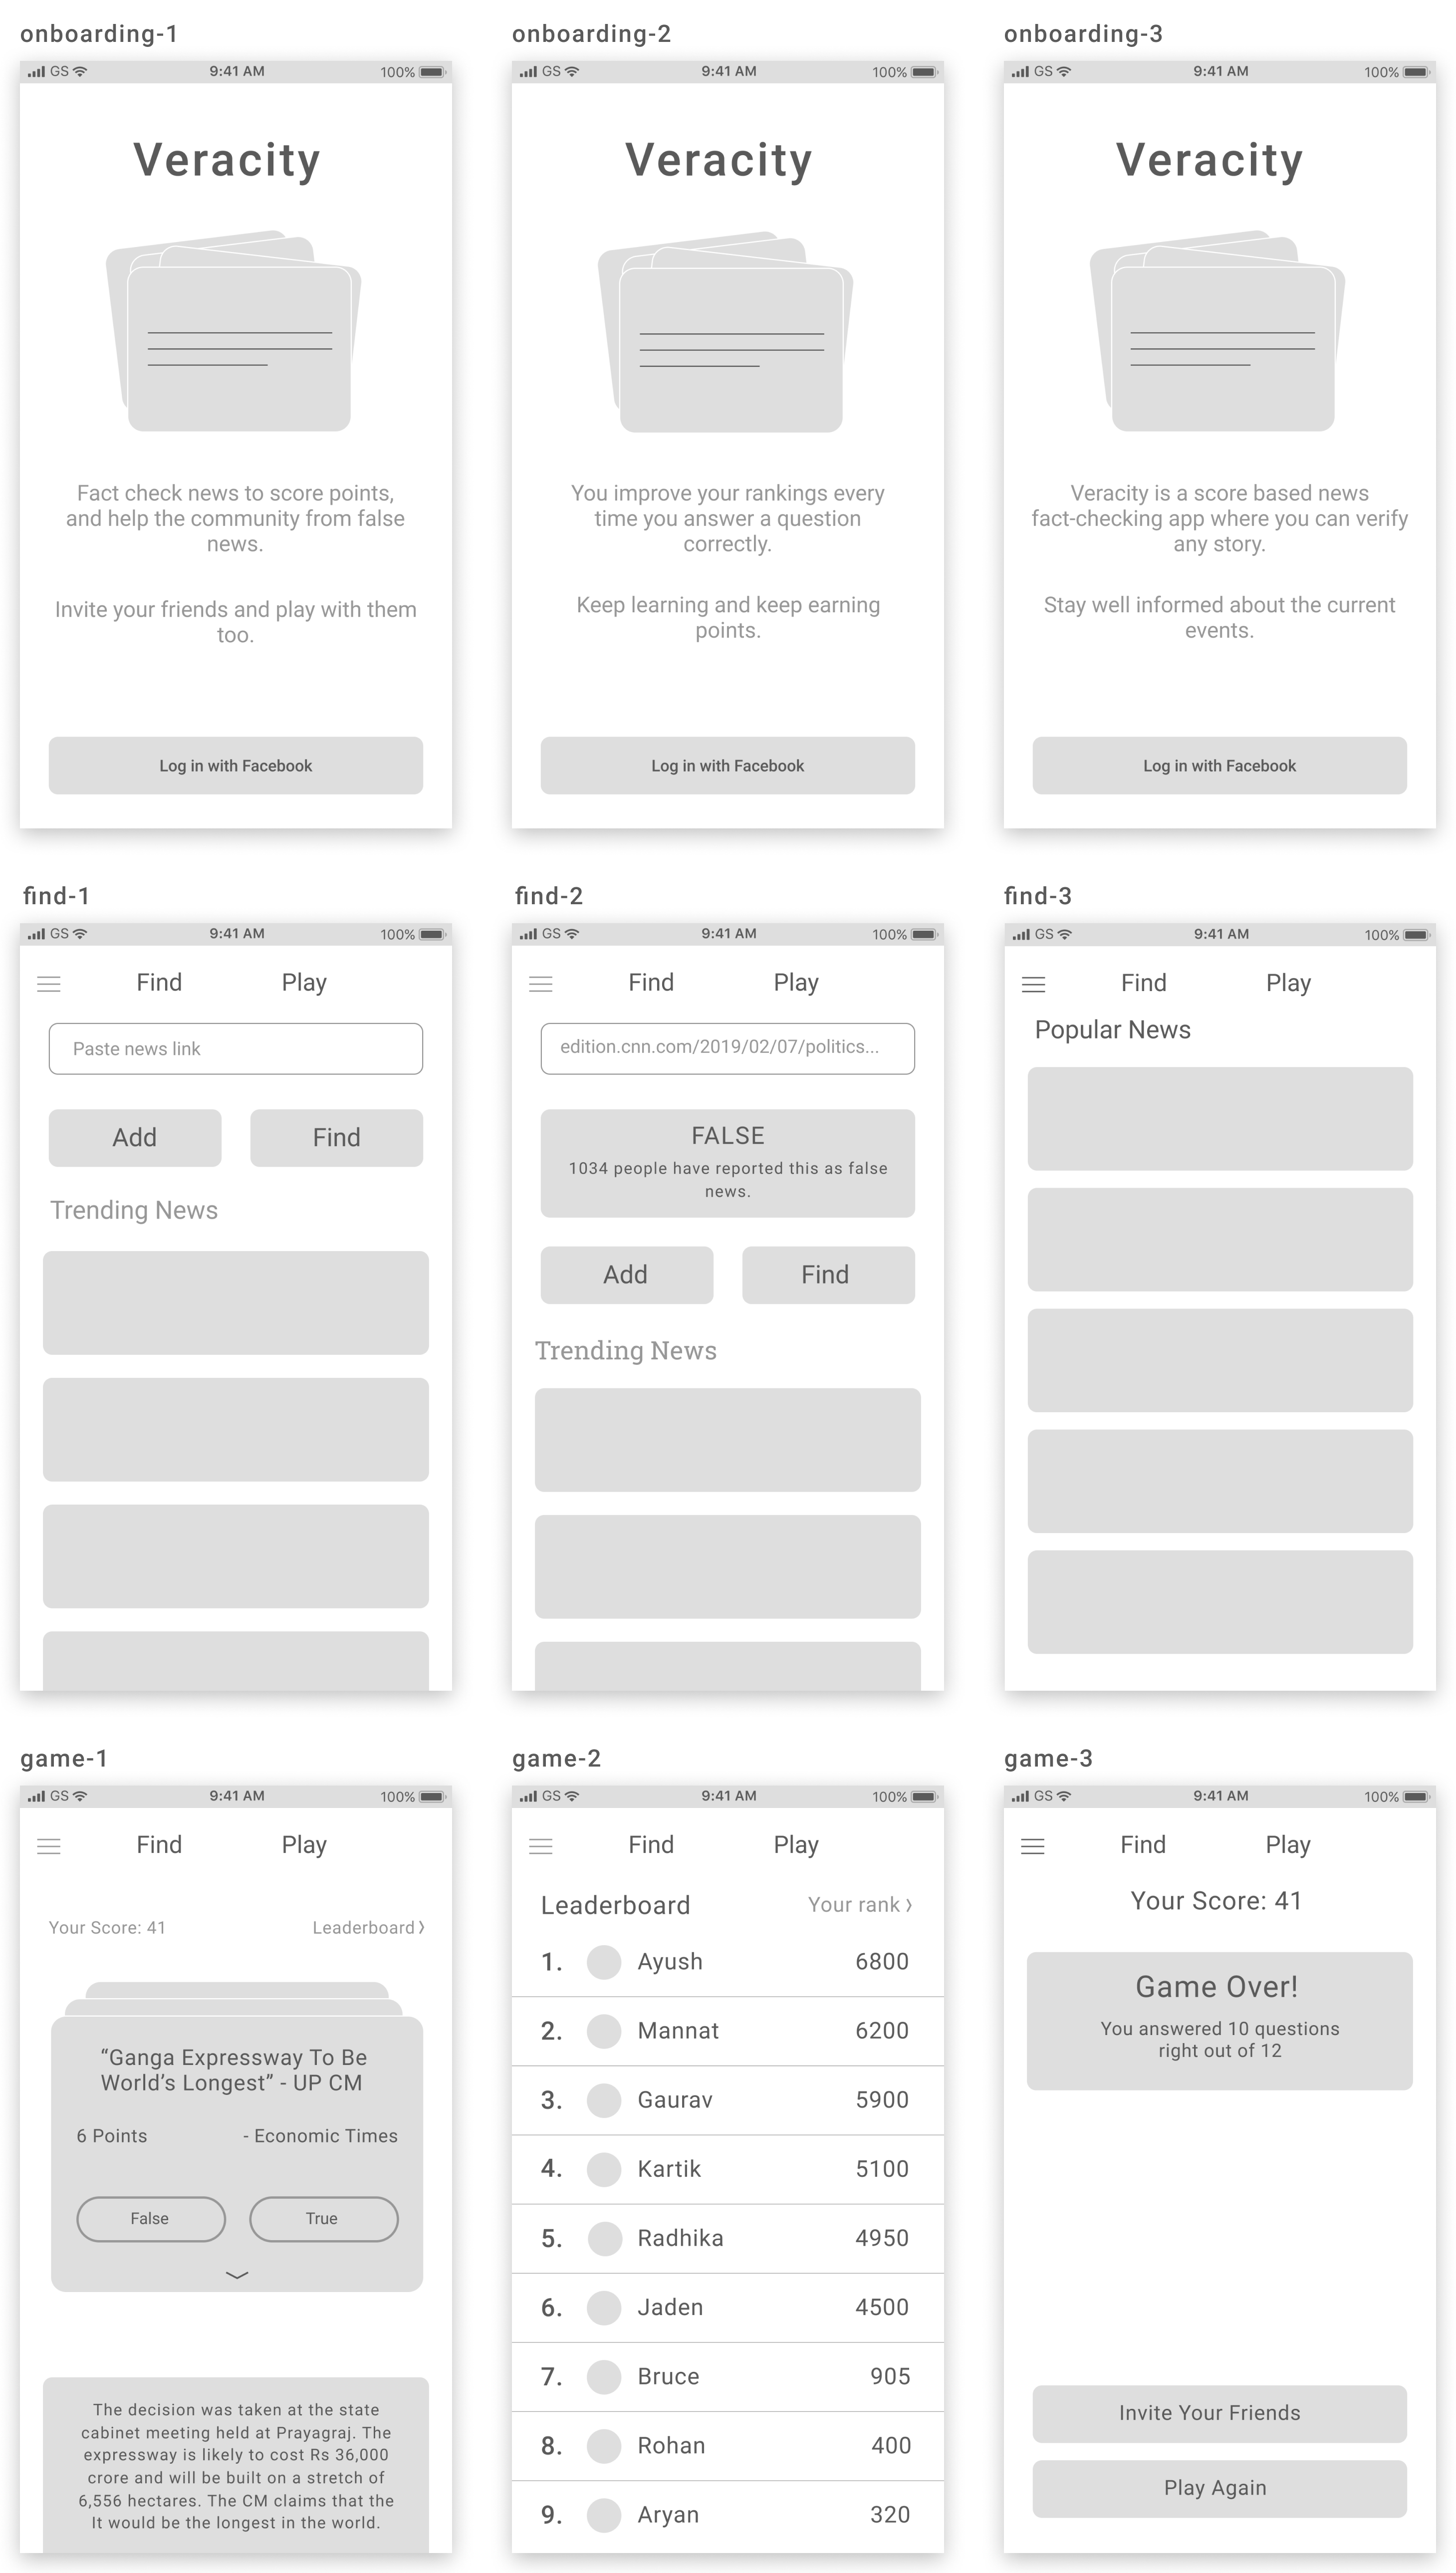 onboarding-1
GS 9:41 AM 100%
Veracity
Fact check news to score points,
and help the community from false
news.
Invite your friends and play with them
too.
Log in with Facebook
onboarding-2
GS 9:41 AM 100%
Veracity
You improve your rankings every
time you answer a question
correctly.
Keep learning and keep earning
points.
Log in with Facebook
onboarding-3
GS 9:41 AM 100%
Veracity
Veracity is a score based news
fact-checking app where you can verify
any story.
Stay well informed about the current
events.
Log in with Facebook
find-1
GS 9:41 AM 100%
Find Play
Paste news link
Add Find
Trending News
find-2
GS 9:41 AM 100%
Find Play
edition.cnn.com/2019/02/07/politics...
FALSE
1034 people have reported this as false
news.
Add Find
Trending News
find-3
GS 9:41 AM 100%
Find Play
Popular News
game-1
GS 9:41 AM 100%
Find Play
Your Score: 41 Leaderboard
“Ganga Expressway To Be
World’s Longest” - UP CM
6 Points - Economic Times
False True
The decision was taken at the state
cabinet meeting held at Prayagraj. The
expressway is likely to cost Rs 36,000
crore and will be built on a stretch of
6,556 hectares. The CM claims that the
It would be the longest in the world.
game-2
GS 9:41 AM 100%
Find Play
Leaderboard Your rank
1. Ayush 6800
2. Mannat 6200
3. Gaurav 5900
4. Kartik 5100
5. Radhika 4950
6. Jaden 4500
7. Bruce 905
8. Rohan 400
9. Aryan 320
game-3
GS 9:41 AM 100%
Find Play
Your Score: 41
Game Over!
You answered 10 questions
right out of 12
Invite Your Friends
Play Again